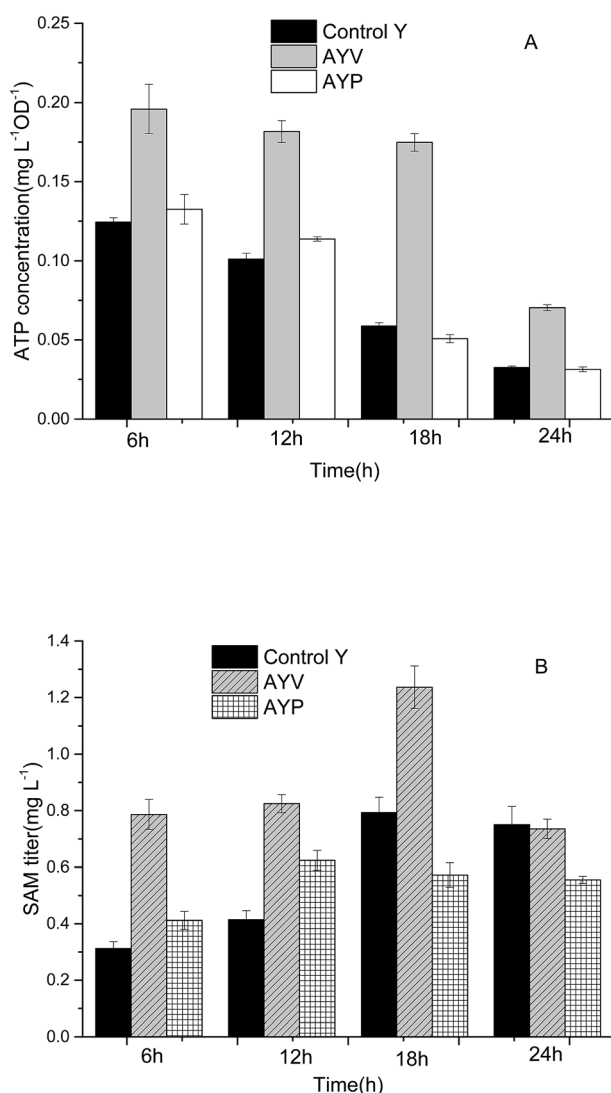 A
Control Y
AYV
AYP
0.25
0.20
0.15
0.10
0.05
0.00
ATP concentration(mg L⁻¹OD⁻¹)
6h 12h 18h 24h
Time(h)
B
Control Y
AYV
AYP
1.4
1.2
1.0
0.8
0.6
0.4
0.2
0.0
SAM titer(mg L⁻¹)
6h 12h 18h 24h
Time(h)